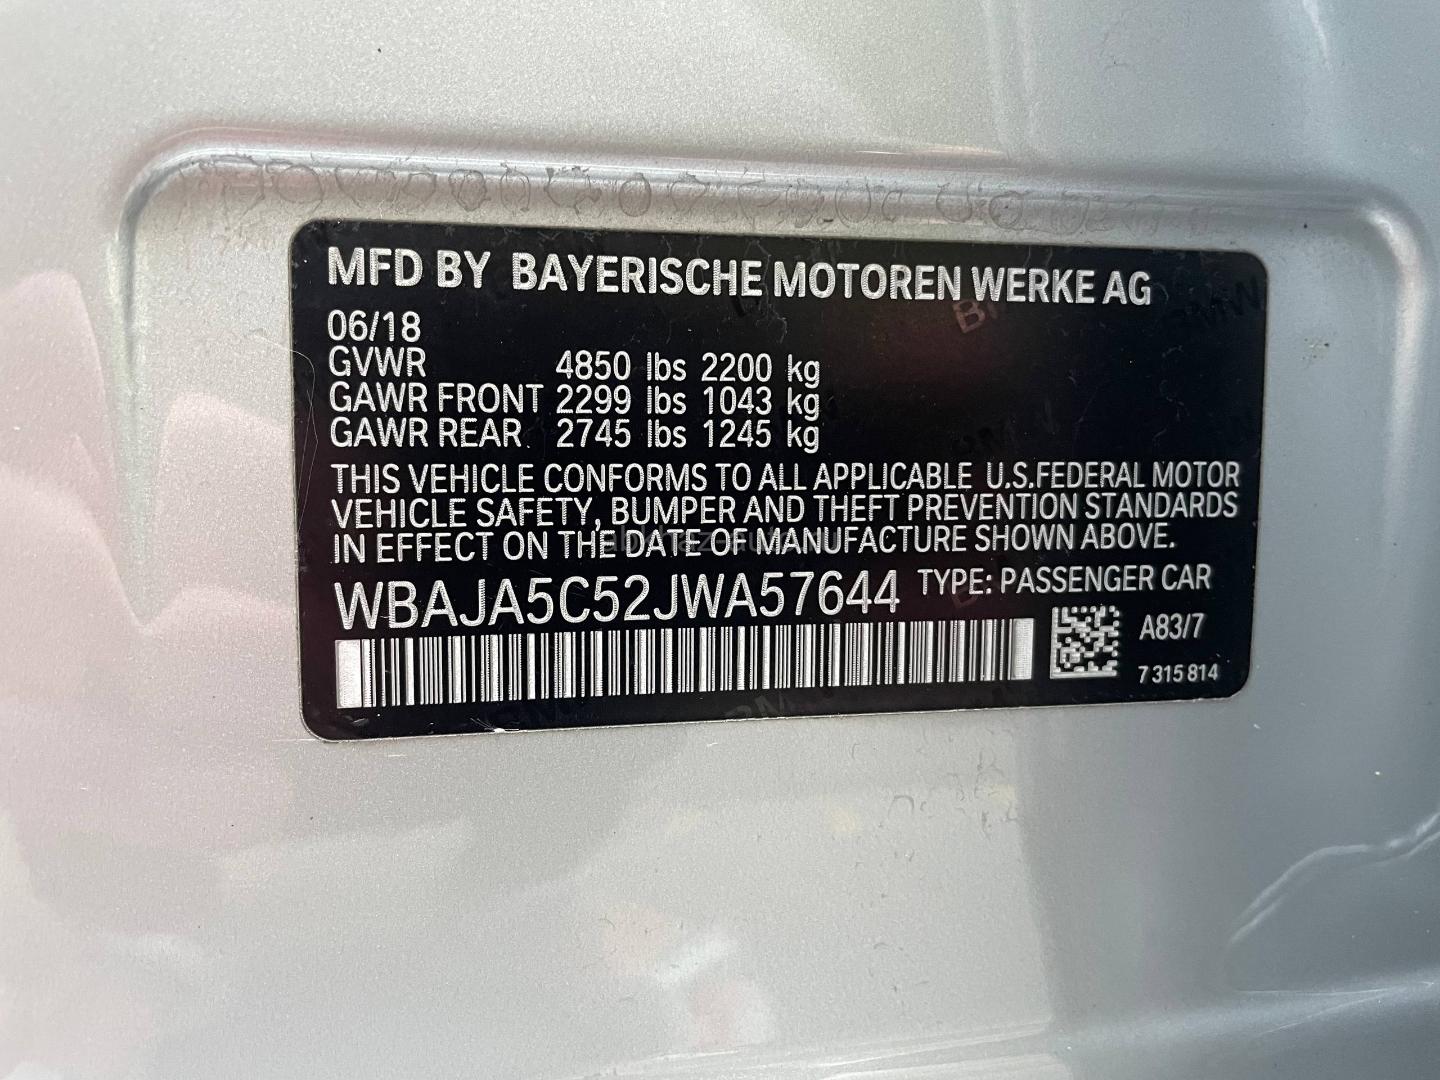 MFD BY BAYERISCHE MOTOREN WERKE AG
06/18
GVWR 4850 lbs 2200 kg
GAWR FRONT 2299 lbs 1043 kg
GAWR REAR 2745 lbs 1245 kg
THIS VEHICLE CONFORMS TO ALL APPLICABLE U.S.FEDERAL MOTOR
VEHICLE SAFETY, BUMPER AND THEFT PREVENTION STANDARDS
IN EFFECT ON THE DATE OF MANUFACTURE SHOWN ABOVE.
WBAJA5C52JWA57644 TYPE: PASSENGER CAR
A83/7
7 315 814